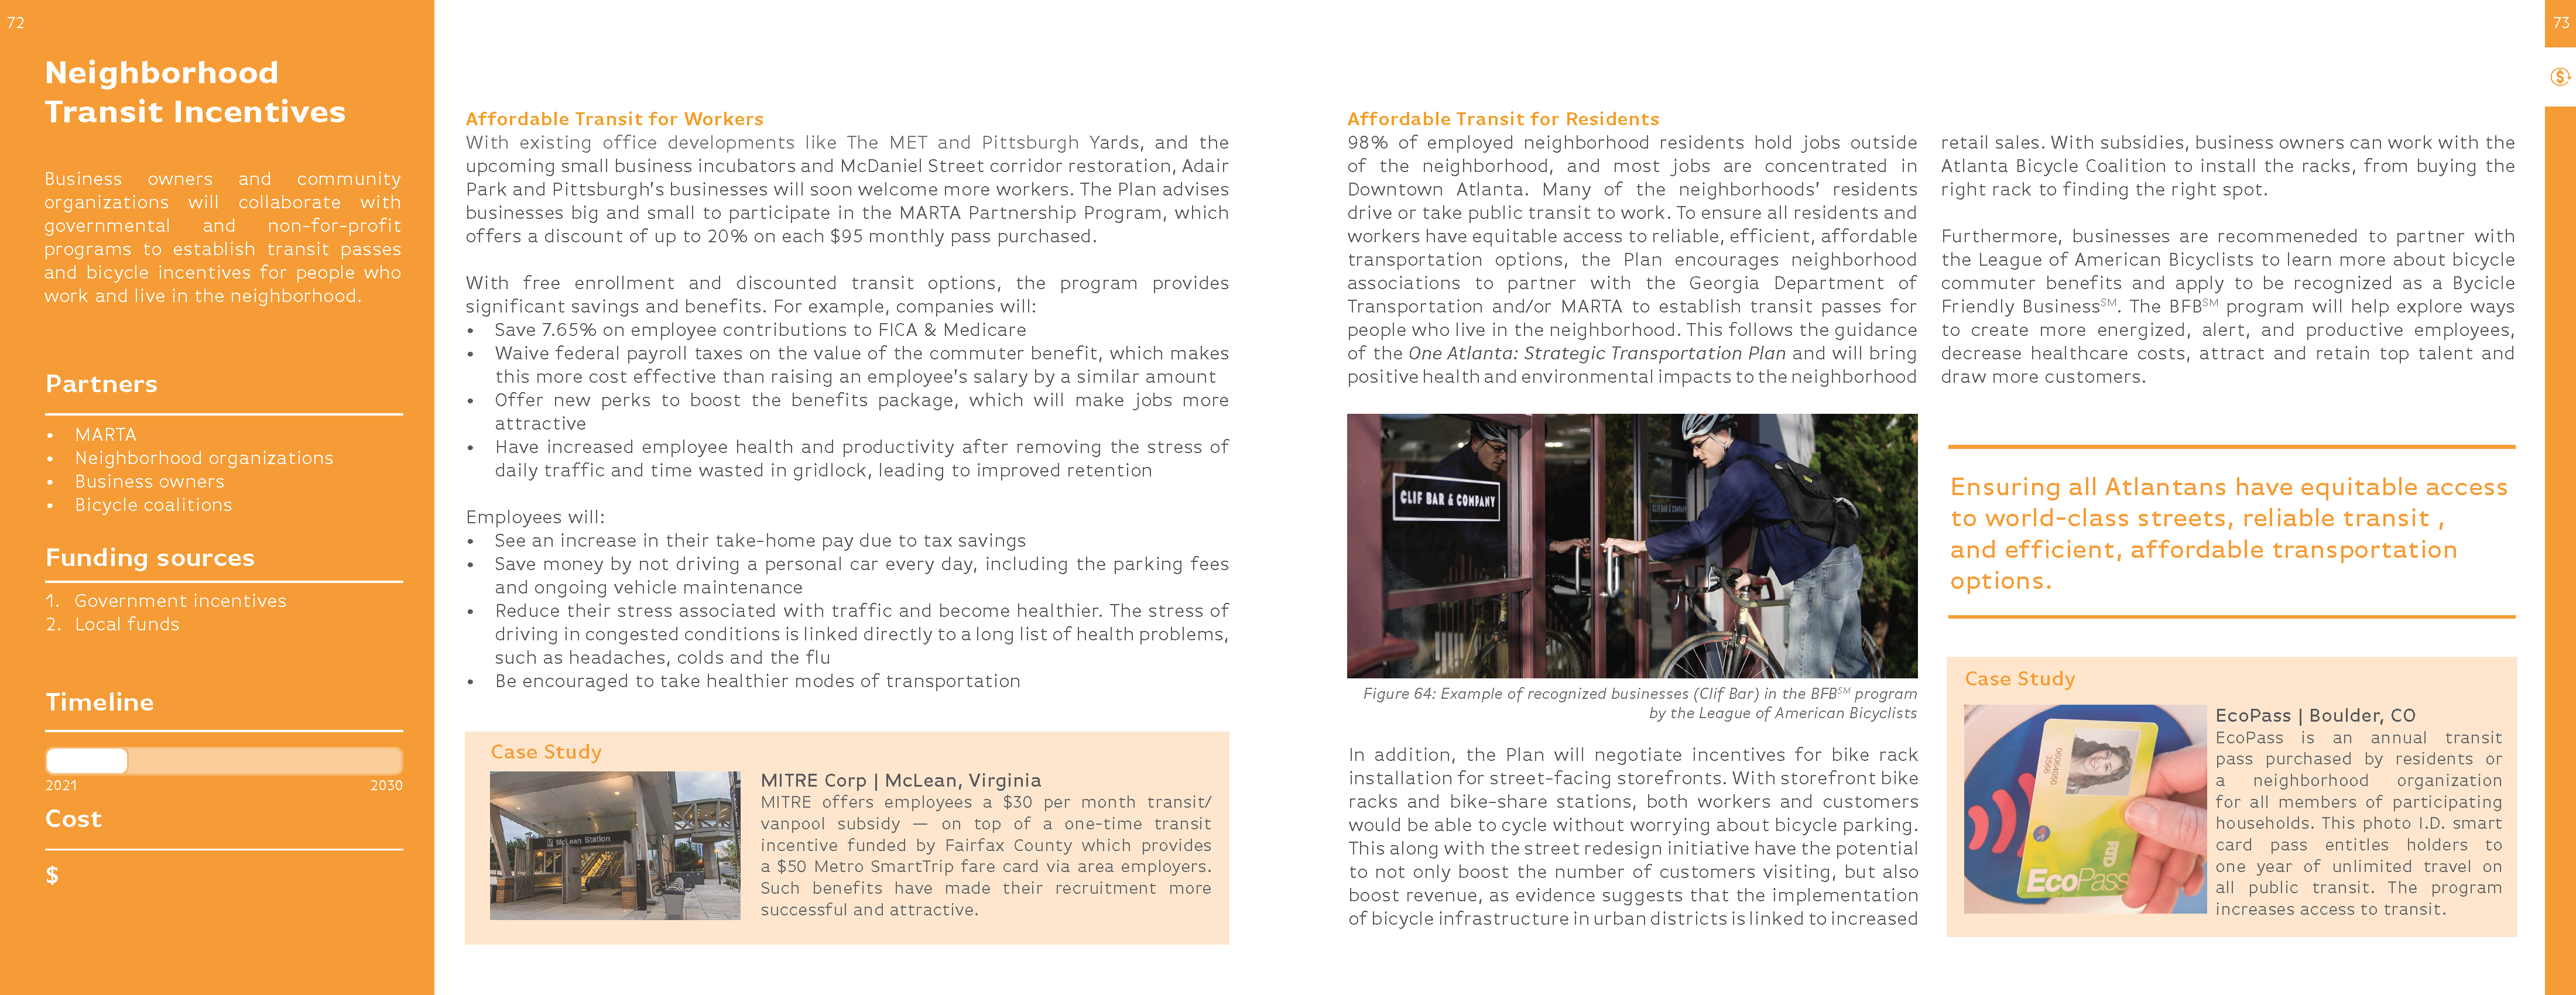 72
Neighborhood
Transit Incentives
Business owners and community
organizations will collaborate with
governmental and non-for-profit
programs to establish transit passes
and bicycle incentives for people who
work and live in the neighborhood.
Partners
• MARTA
• Neighborhood organizations
• Business owners
• Bicycle coalitions
Funding sources
1. Government incentives
2. Local funds
Timeline
2021 2030
Cost
$
Affordable Transit for Workers
With existing office developments like The MET and Pittsburgh Yards, and the
upcoming small business incubators and McDaniel Street corridor restoration, Adair
Park and Pittsburgh's businesses will soon welcome more workers. The Plan advises
businesses big and small to participate in the MARTA Partnership Program, which
offers a discount of up to 20% on each $95 monthly pass purchased.
With free enrollment and discounted transit options, the program provides
significant savings and benefits. For example, companies will:
• Save 7.65% on employee contributions to FICA & Medicare
• Waive federal payroll taxes on the value of the commuter benefit, which makes
this more cost effective than raising an employee's salary by a similar amount
• Offer new perks to boost the benefits package, which will make jobs more
attractive
• Have increased employee health and productivity after removing the stress of
daily traffic and time wasted in gridlock, leading to improved retention
Employees will:
• See an increase in their take-home pay due to tax savings
• Save money by not driving a personal car every day, including the parking fees
and ongoing vehicle maintenance
• Reduce their stress associated with traffic and become healthier. The stress of
driving in congested conditions is linked directly to a long list of health problems,
such as headaches, colds and the flu
• Be encouraged to take healthier modes of transportation
Case Study
McLean Station
MITRE Corp | McLean, Virginia
MITRE offers employees a $30 per month transit/
vanpool subsidy — on top of a one-time transit
incentive funded by Fairfax County which provides
a $50 Metro SmartTrip fare card via area employers.
Such benefits have made their recruitment more
successful and attractive.
Affordable Transit for Residents
98% of employed neighborhood residents hold jobs outside
of the neighborhood, and most jobs are concentrated in
Downtown Atlanta. Many of the neighborhoods' residents
drive or take public transit to work. To ensure all residents and
workers have equitable access to reliable, efficient, affordable
transportation options, the Plan encourages neighborhood
associations to partner with the Georgia Department of
Transportation and/or MARTA to establish transit passes for
people who live in the neighborhood. This follows the guidance
of the One Atlanta: Strategic Transportation Plan and will bring
positive health and environmental impacts to the neighborhood
CLIF BAR & COMPANY
CLIF BAR & COMPANY
Figure 64: Example of recognized businesses (Clif Bar) in the BFB℠ program
by the League of American Bicyclists
In addition, the Plan will negotiate incentives for bike rack
installation for street-facing storefronts. With storefront bike
racks and bike-share stations, both workers and customers
would be able to cycle without worrying about bicycle parking.
This along with the street redesign initiative have the potential
to not only boost the number of customers visiting, but also
boost revenue, as evidence suggests that the implementation
of bicycle infrastructure in urban districts is linked to increased
retail sales. With subsidies, business owners can work with the
Atlanta Bicycle Coalition to install the racks, from buying the
right rack to finding the right spot.
Furthermore, businesses are recommeneded to partner with
the League of American Bicyclists to learn more about bicycle
commuter benefits and apply to be recognized as a Bycicle
Friendly Business℠. The BFB℠ program will help explore ways
to create more energized, alert, and productive employees,
decrease healthcare costs, attract and retain top talent and
draw more customers.
Ensuring all Atlantans have equitable access
to world-class streets, reliable transit ,
and efficient, affordable transportation
options.
Case Study
RTD
EcoPass
EcoPass | Boulder, CO
EcoPass is an annual transit
pass purchased by residents or
a neighborhood organization
for all members of participating
households. This photo I.D. smart
card pass entitles holders to
one year of unlimited travel on
all public transit. The program
increases access to transit.
73
$